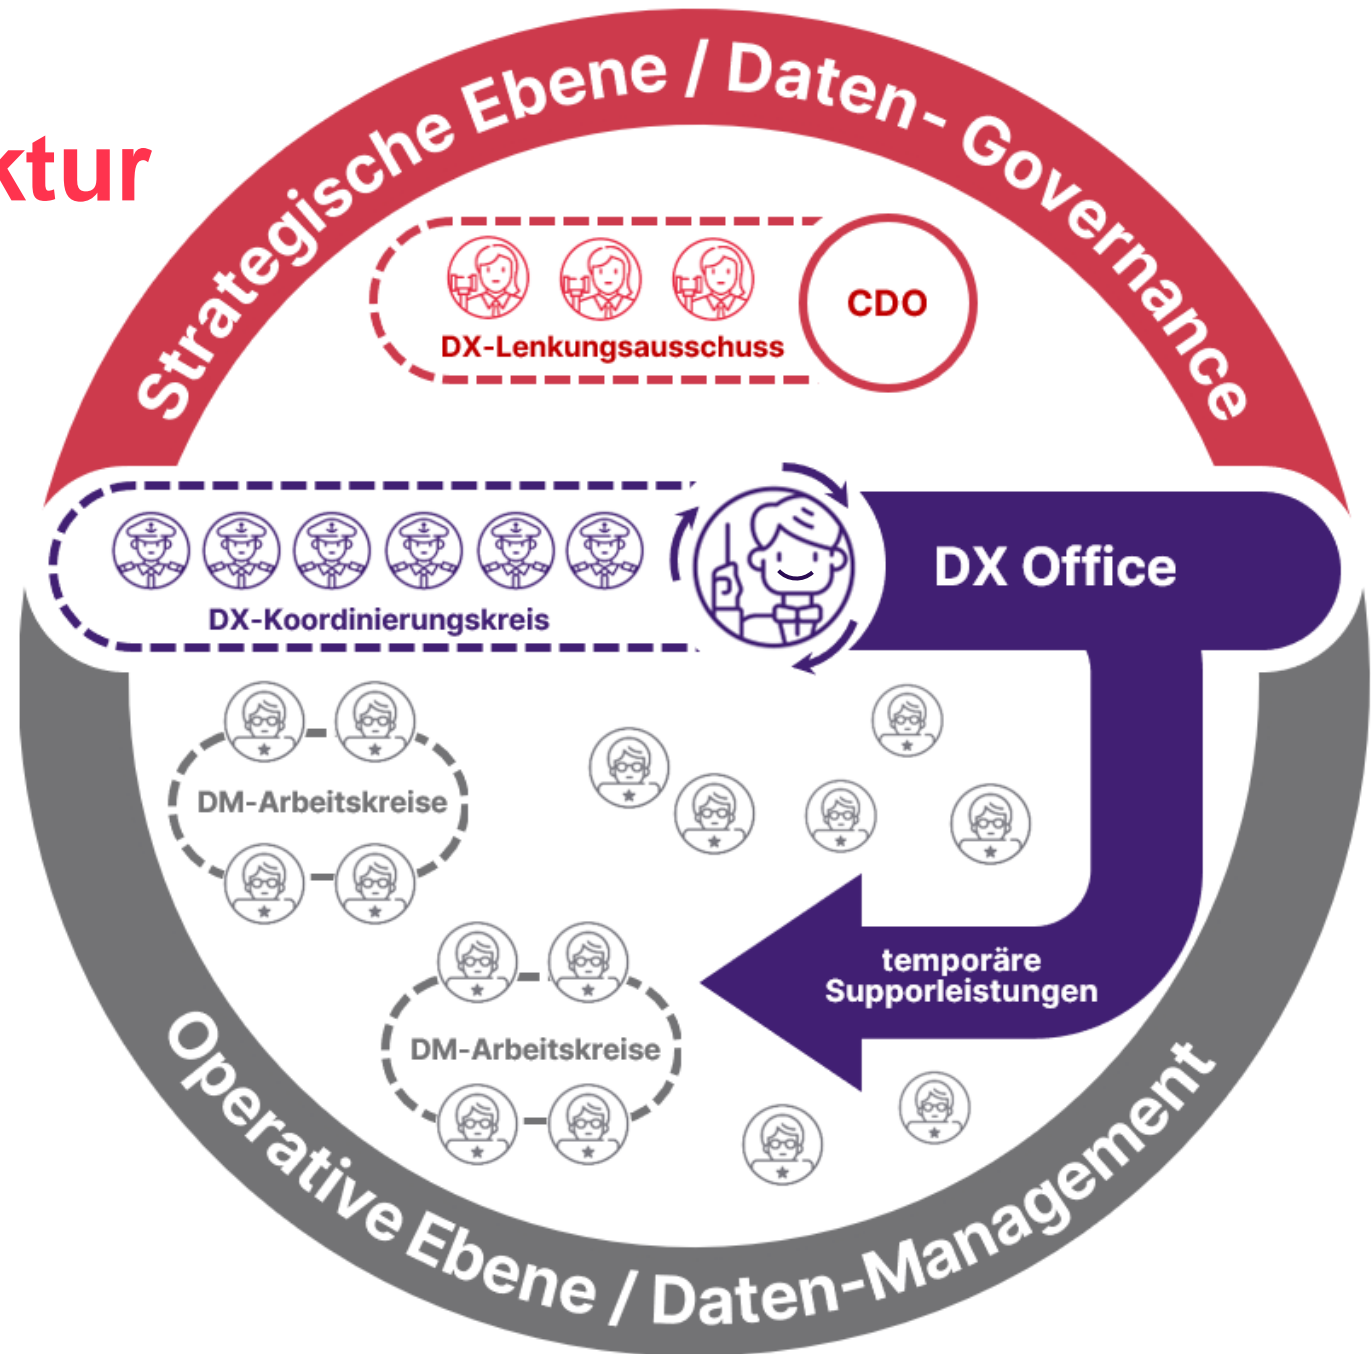 ktur
Strategische Ebene / Daten- Governance
CDO
DX-Lenkungsausschuss
DX Office
DX-Koordinierungskreis
DM-Arbeitskreise
temporäre
Supporleistungen
DM-Arbeitskreise
Operative Ebene / Daten-Management